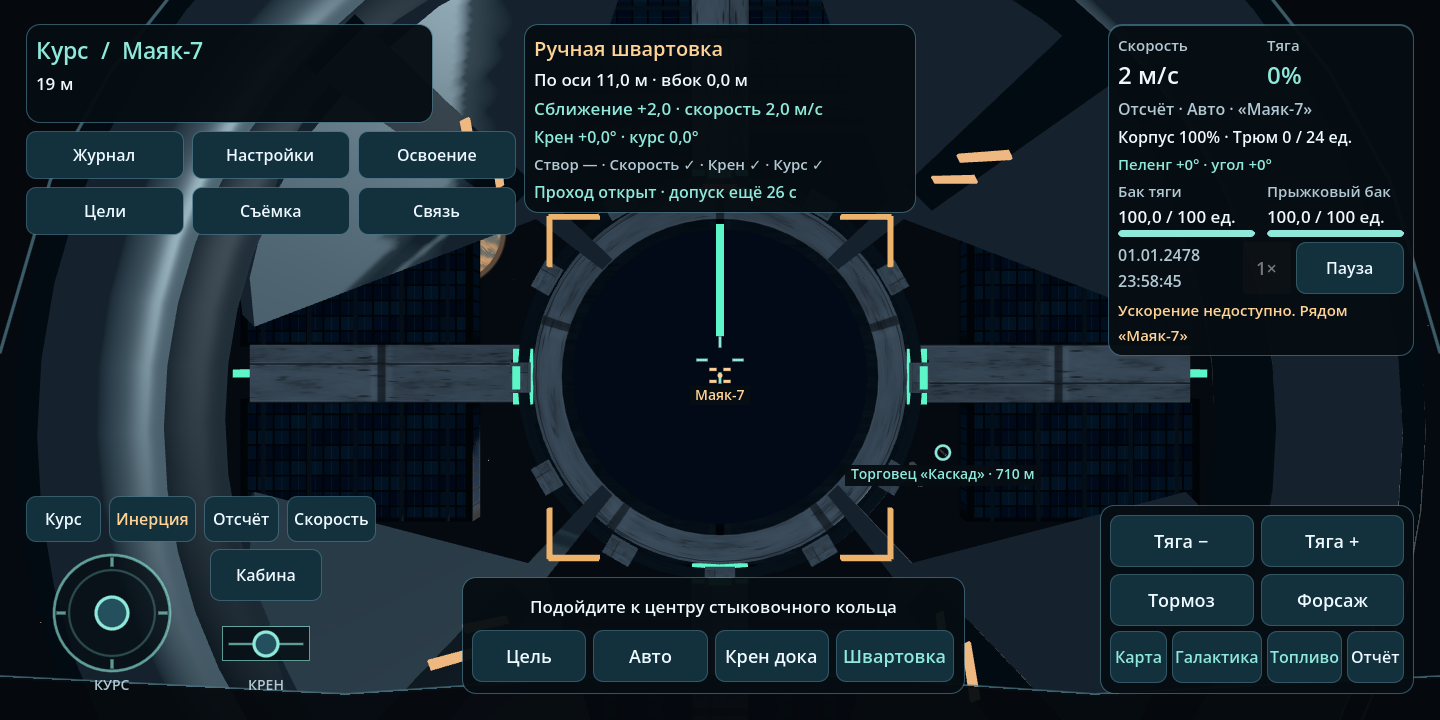 Курс / Маяк-7
19 м
Журнал
Настройки
Освоение
Цели
Съёмка
Связь
Ручная швартовка
По оси 11,0 м · вбок 0,0 м
Сближение +2,0 · скорость 2,0 м/с
Крен +0,0° · курс 0,0°
Створ — · Скорость ✓ · Крен ✓ · Курс ✓
Проход открыт · допуск ещё 26 с
Скорость
Тяга
2 м/с
0%
Отсчёт · Авто · «Маяк-7»
Корпус 100% · Трюм 0 / 24 ед.
Пеленг +0° · угол +0°
Бак тяги
Прыжковый бак
100,0 / 100 ед.
100,0 / 100 ед.
01.01.2478
23:58:45
1×
Пауза
Ускорение недоступно. Рядом
«Маяк-7»
Маяк-7
Торговец «Каскад» · 710 м
Курс
Инерция
Отсчёт
Скорость
Кабина
КУРС
КРЕН
Подойдите к центру стыковочного кольца
Цель
Авто
Крен дока
Швартовка
Тяга −
Тяга +
Тормоз
Форсаж
Карта
Галактика
Топливо
Отчёт